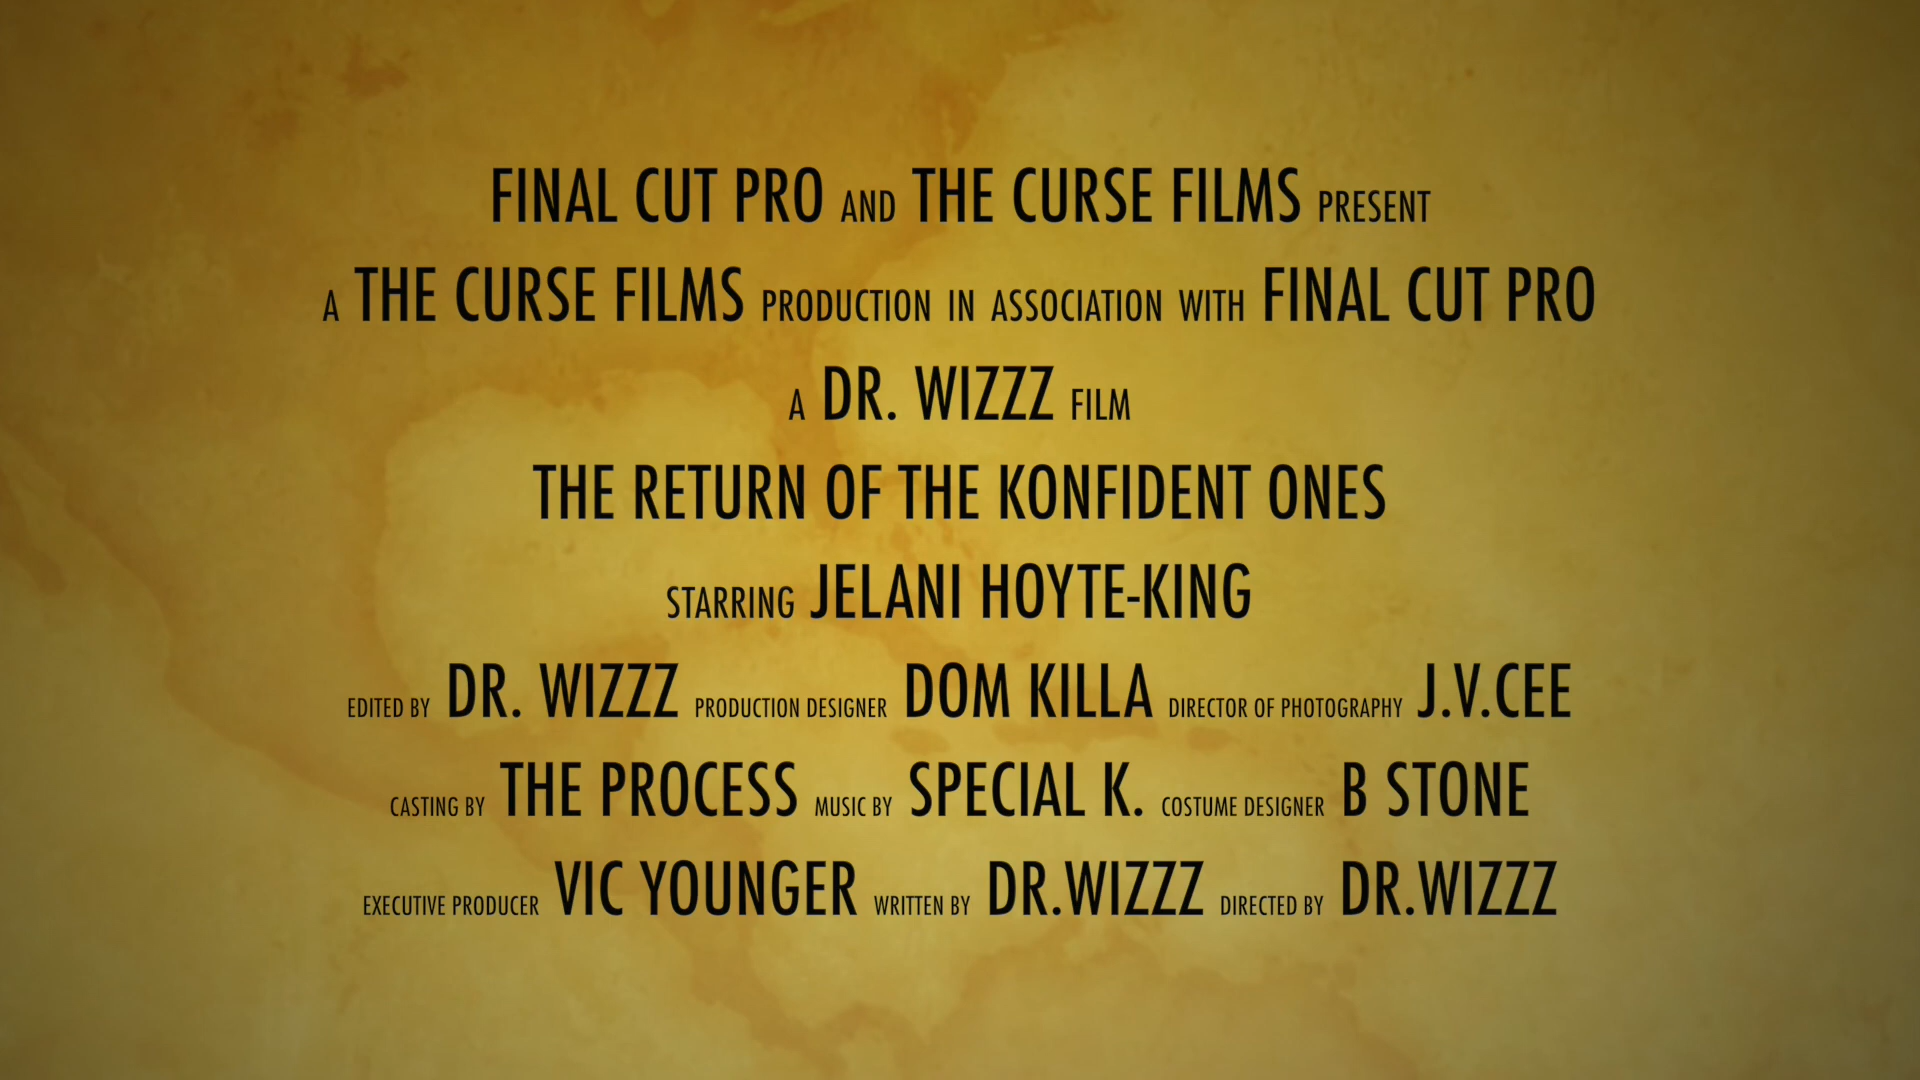 FINAL CUT PRO AND THE CURSE FILMS PRESENT
A THE CURSE FILMS PRODUCTION IN ASSOCIATION WITH FINAL CUT PRO
A DR. WIZZZ FILM
THE RETURN OF THE KONFIDENT ONES
STARRING JELANI HOYTE-KING
EDITED BY DR. WIZZZ PRODUCTION DESIGNER DOM KILLA DIRECTOR OF PHOTOGRAPHY J.V.CEE
CASTING BY THE PROCESS MUSIC BY SPECIAL K. COSTUME DESIGNER B STONE
EXECUTIVE PRODUCER VIC YOUNGER WRITTEN BY DR.WIZZZ DIRECTED BY DR.WIZZZ